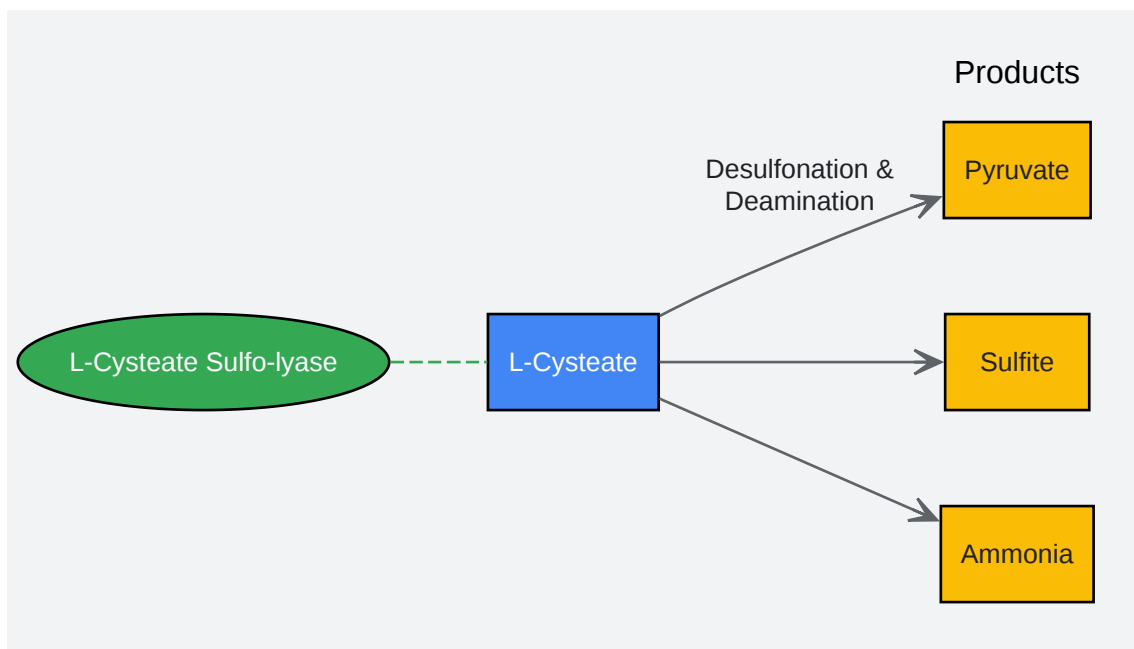 Products
Desulfonation &
Deamination
Pyruvate
L-Cysteate Sulfo-lyase
L-Cysteate
Sulfite
Ammonia